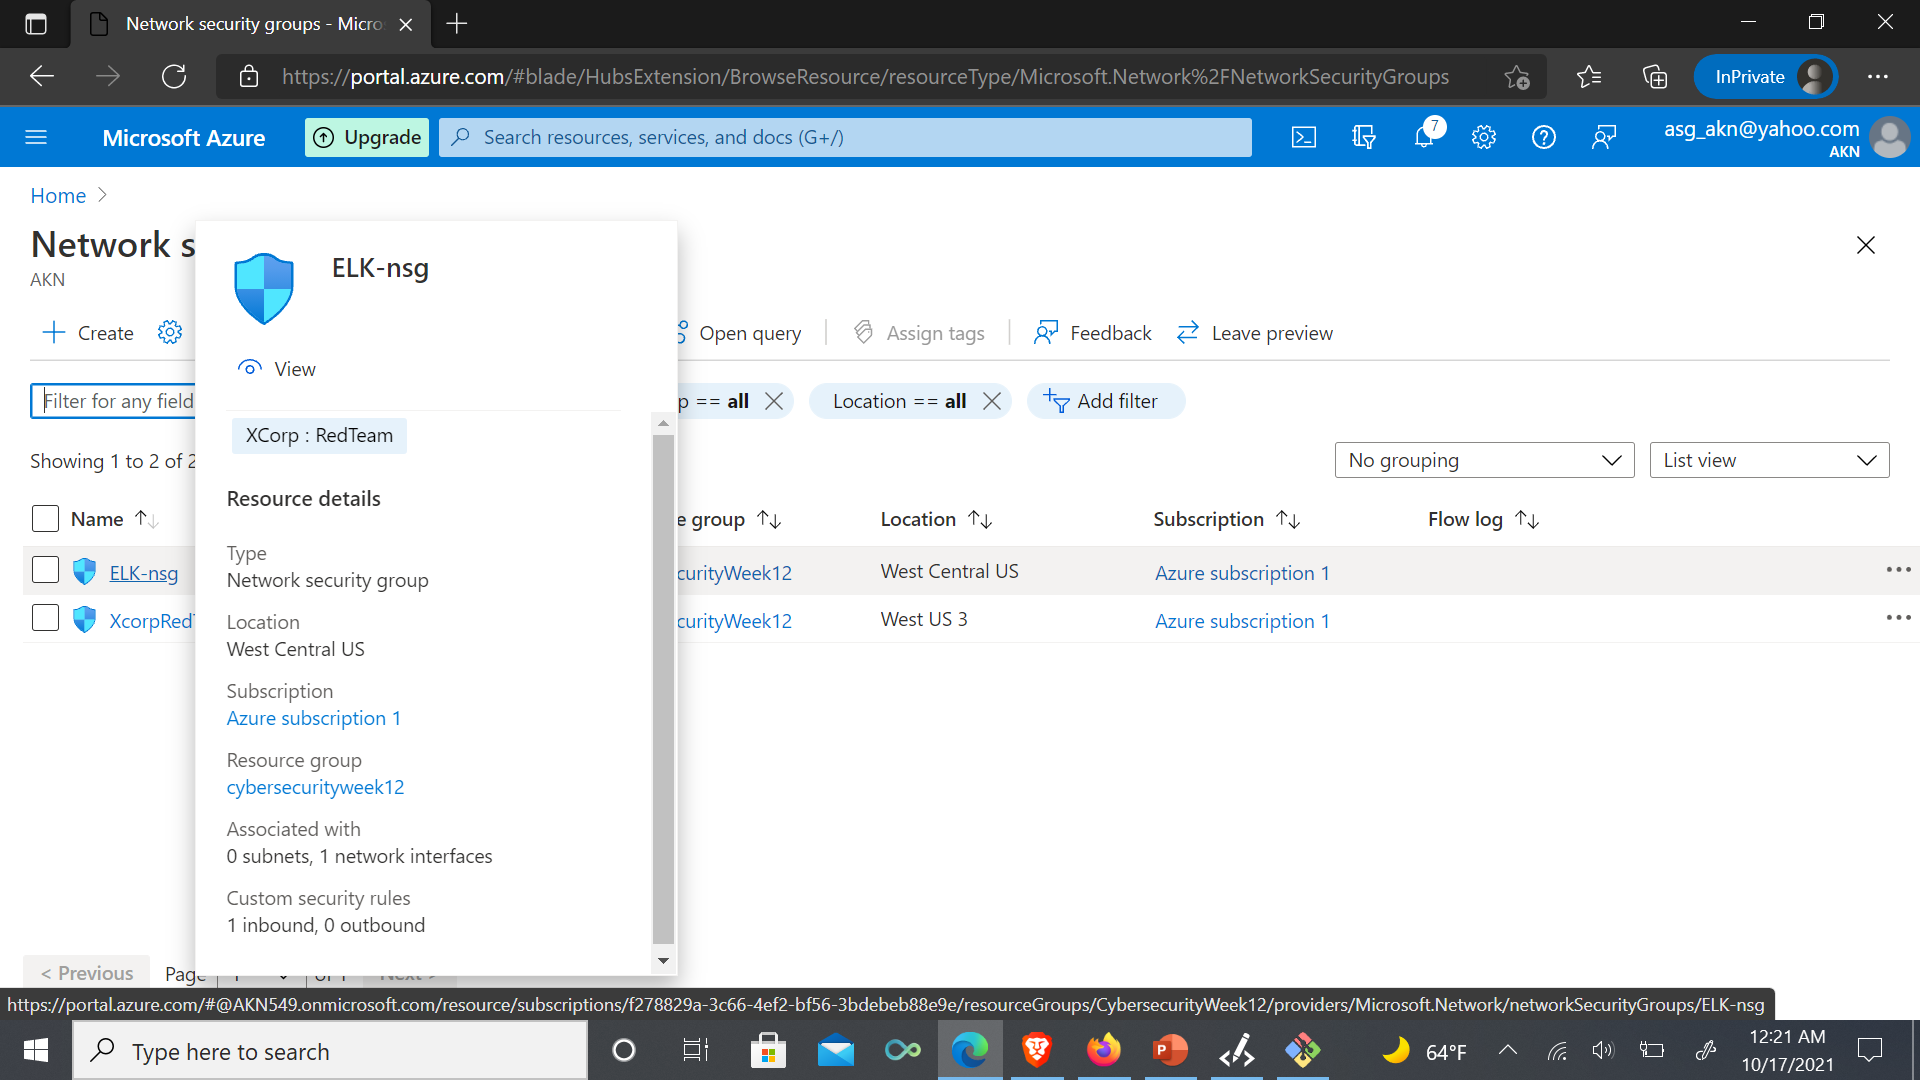 Network security groups - Micro
https://portal.azure.com/#blade/HubsExtension/BrowseResource/resourceType/Microsoft.Network%2FNetworkSecurityGroups
InPrivate
Microsoft Azure
Upgrade
Search resources, services, and docs (G+/)
7
asg_akn@yahoo.com
AKN
Home
Network s
AKN
Create
Open query
Assign tags
Feedback
Leave preview
Filter for any field
p == all
Location == all
Add filter
Showing 1 to 2 of 2
No grouping
List view
Name
e group
Location
Subscription
Flow log
ELK-nsg
curityWeek12
West Central US
Azure subscription 1
XcorpRed
curityWeek12
West US 3
Azure subscription 1
ELK-nsg
View
XCorp : RedTeam
Resource details
Type
Network security group
Location
West Central US
Subscription
Azure subscription 1
Resource group
cybersecurityweek12
Associated with
0 subnets, 1 network interfaces
Custom security rules
1 inbound, 0 outbound
< Previous
Page
https://portal.azure.com/#@AKN549.onmicrosoft.com/resource/subscriptions/f278829a-3c66-4ef2-bf56-3bdebeb88e9e/resourceGroups/CybersecurityWeek12/providers/Microsoft.Network/networkSecurityGroups/ELK-nsg
Type here to search
64°F
12:21 AM
10/17/2021